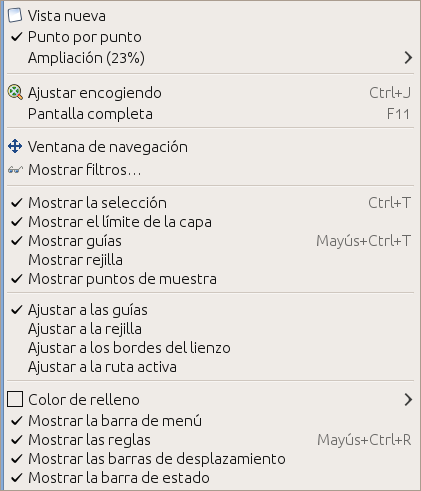 Vista nueva
Punto por punto
Ampliación (23%)
Ajustar encogiendo Ctrl+J
Pantalla completa F11
Ventana de navegación
Mostrar filtros…
Mostrar la selección Ctrl+T
Mostrar el límite de la capa
Mostrar guías Mayús+Ctrl+T
Mostrar rejilla
Mostrar puntos de muestra
Ajustar a las guías
Ajustar a la rejilla
Ajustar a los bordes del lienzo
Ajustar a la ruta activa
Color de relleno
Mostrar la barra de menú
Mostrar las reglas Mayús+Ctrl+R
Mostrar las barras de desplazamiento
Mostrar la barra de estado